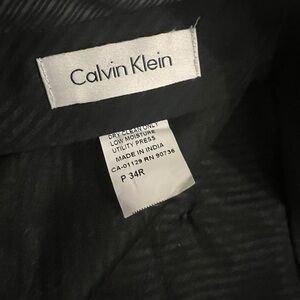 Calvin Klein
DRY CLEAN ONLY
LOW MOISTURE
UTILITY PRESS
MADE IN INDIA
CA-01129 RN 90736
P 34R